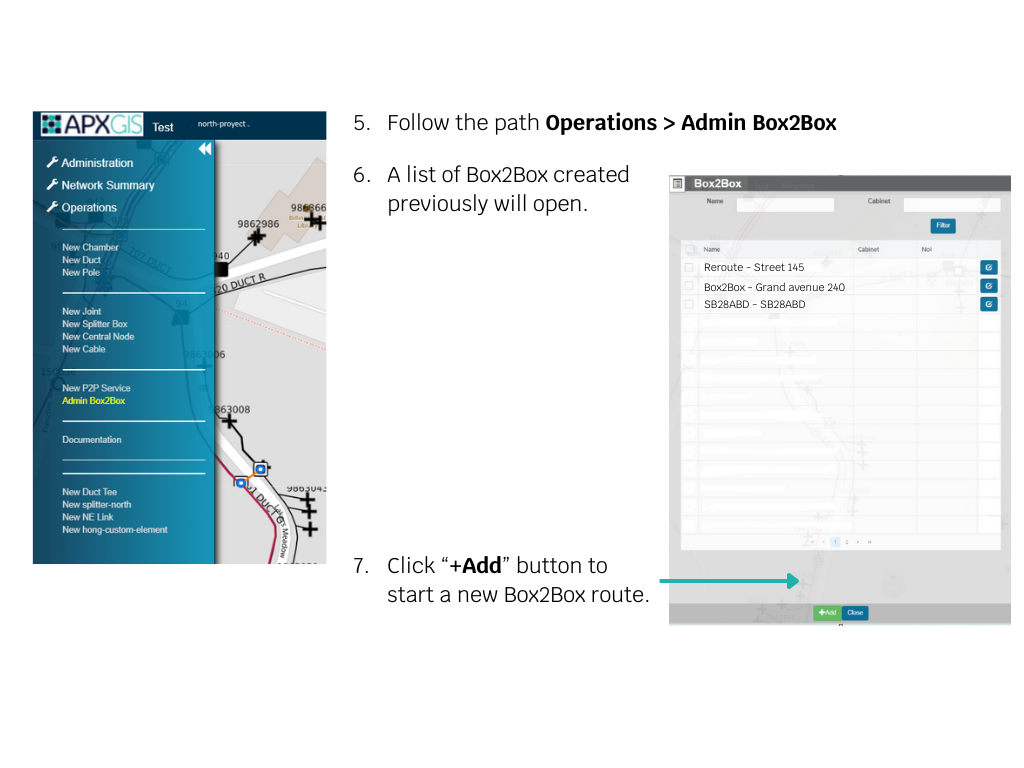 APXGIS Test north-proyect
Administration
Network Summary
Operations
New Chamber
New Duct
New Pole
New Joint
New Splitter Box
New Central Node
New Cable
New P2P Service
Admin Box2Box
Documentation
New Duct Tee
New splitter-north
New NE Link
New hong-custom-element
9862986
20 DUCT R
94
863008
5. Follow the path Operations > Admin Box2Box
6. A list of Box2Box created
previously will open.
7. Click “+Add” button to
start a new Box2Box route.
Box2Box
Name Cabinet
Filter
Name Cabinet NoI
Reroute - Street 145
Box2Box - Grand avenue 240
SB28ABD - SB28ABD
1 2
+Add Close